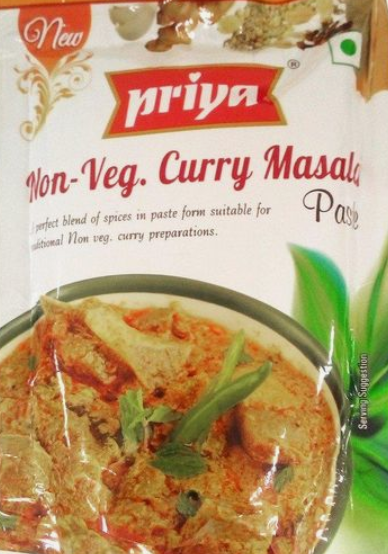 New
priya®
Non-Veg. Curry Masala
Paste
perfect blend of spices in paste form suitable for
traditional Non veg. curry preparations.
Serving Suggestion